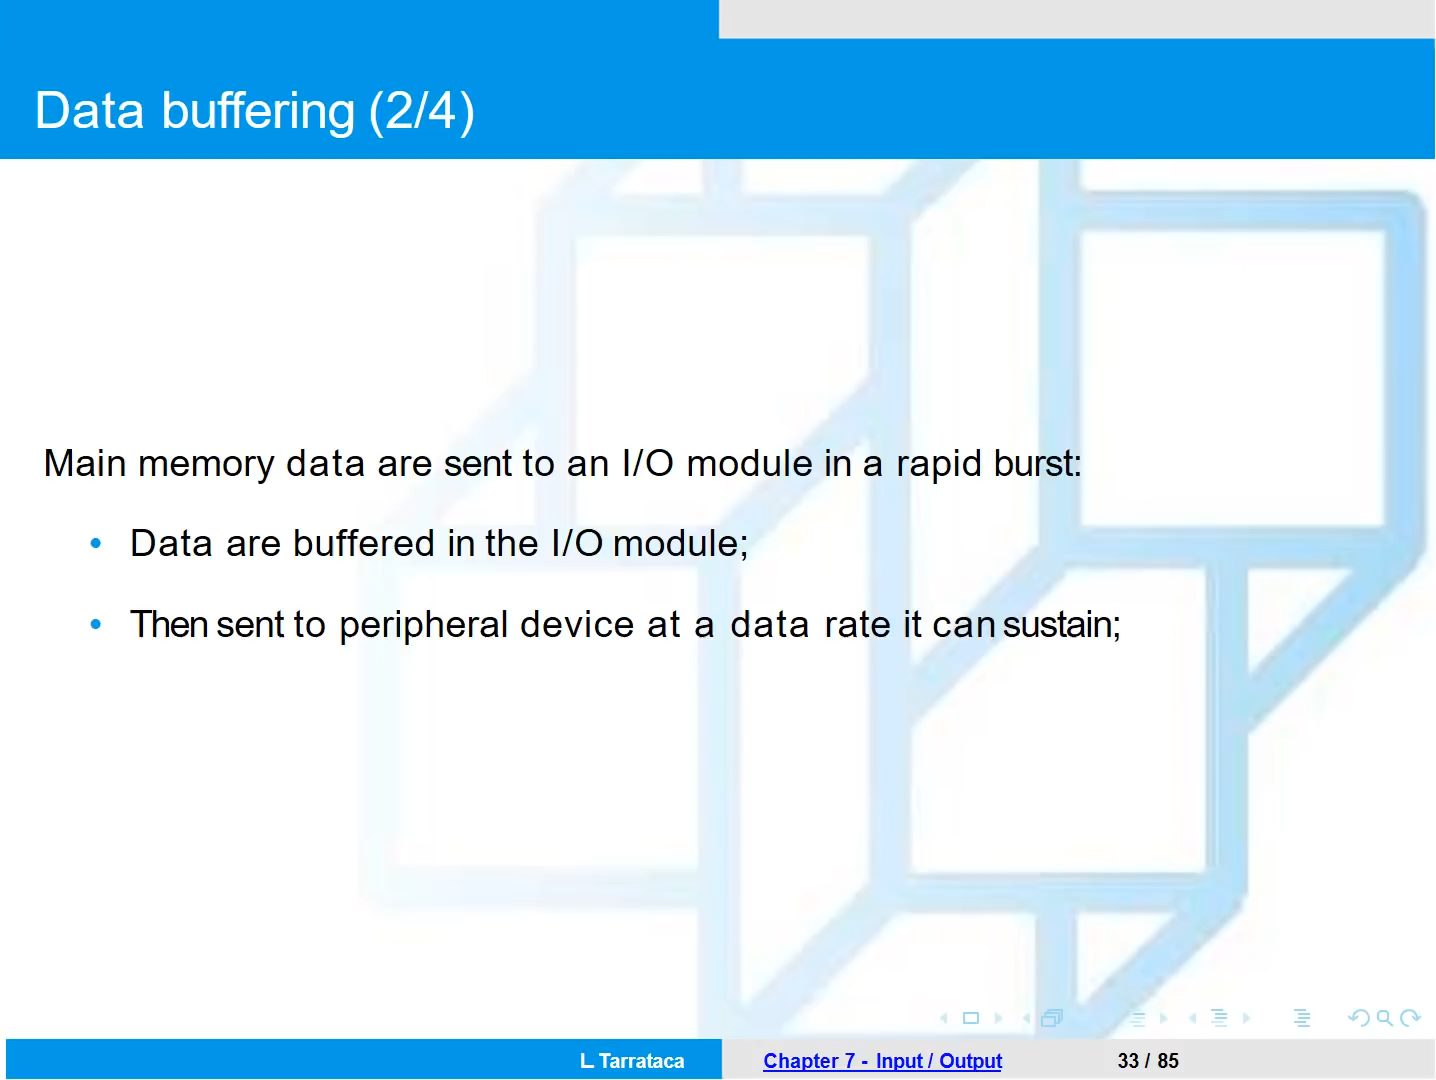 Data buffering (2/4)
Main memory data are sent to an I/O module in a rapid burst:
• Data are buffered in the I/O module;
• Then sent to peripheral device at a data rate it can sustain;
L Tarrataca
Chapter 7 - Input / Output
33 / 85